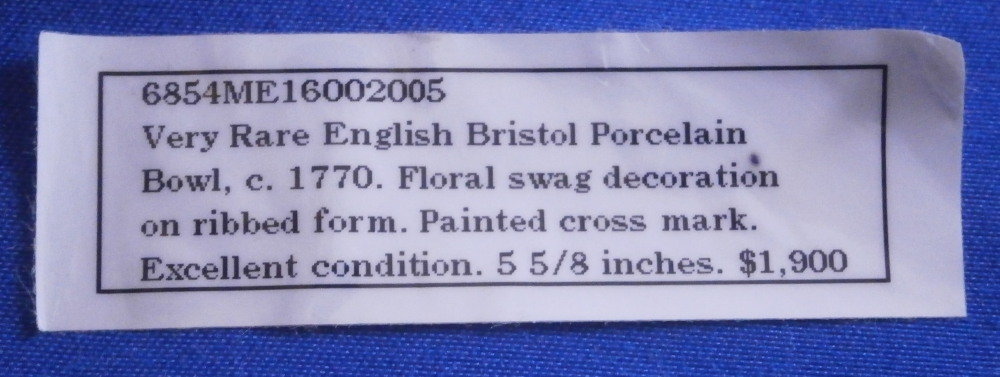 6854ME16002005
Very Rare English Bristol Porcelain
Bowl, c. 1770. Floral swag decoration
on ribbed form. Painted cross mark.
Excellent condition. 5 5/8 inches. $1,900